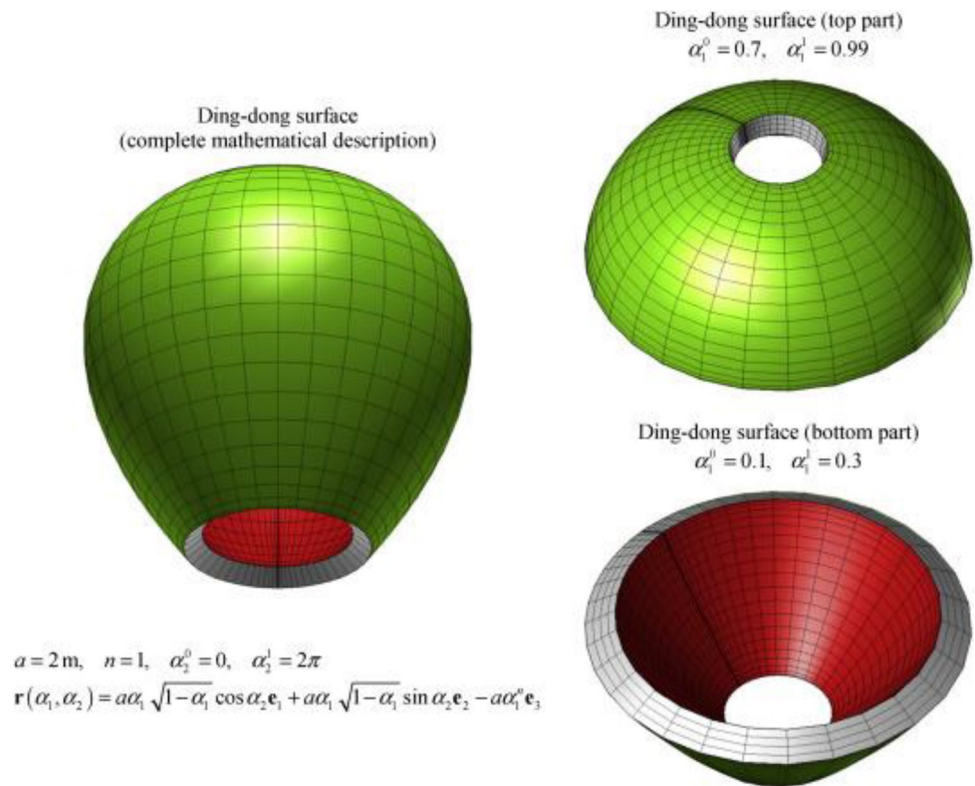 Ding-dong surface
(complete mathematical description)
a = 2 m, n = 1, α₂⁰ = 0, α₂¹ = 2π
r(α₁, α₂) = aα₁ √(1−α₁) cos α₂e₁ + aα₁ √(1−α₁) sin α₂e₂ − aα₁ⁿe₃
Ding-dong surface (top part)
α₁⁰ = 0.7, α₁¹ = 0.99
Ding-dong surface (bottom part)
α₁⁰ = 0.1, α₁¹ = 0.3